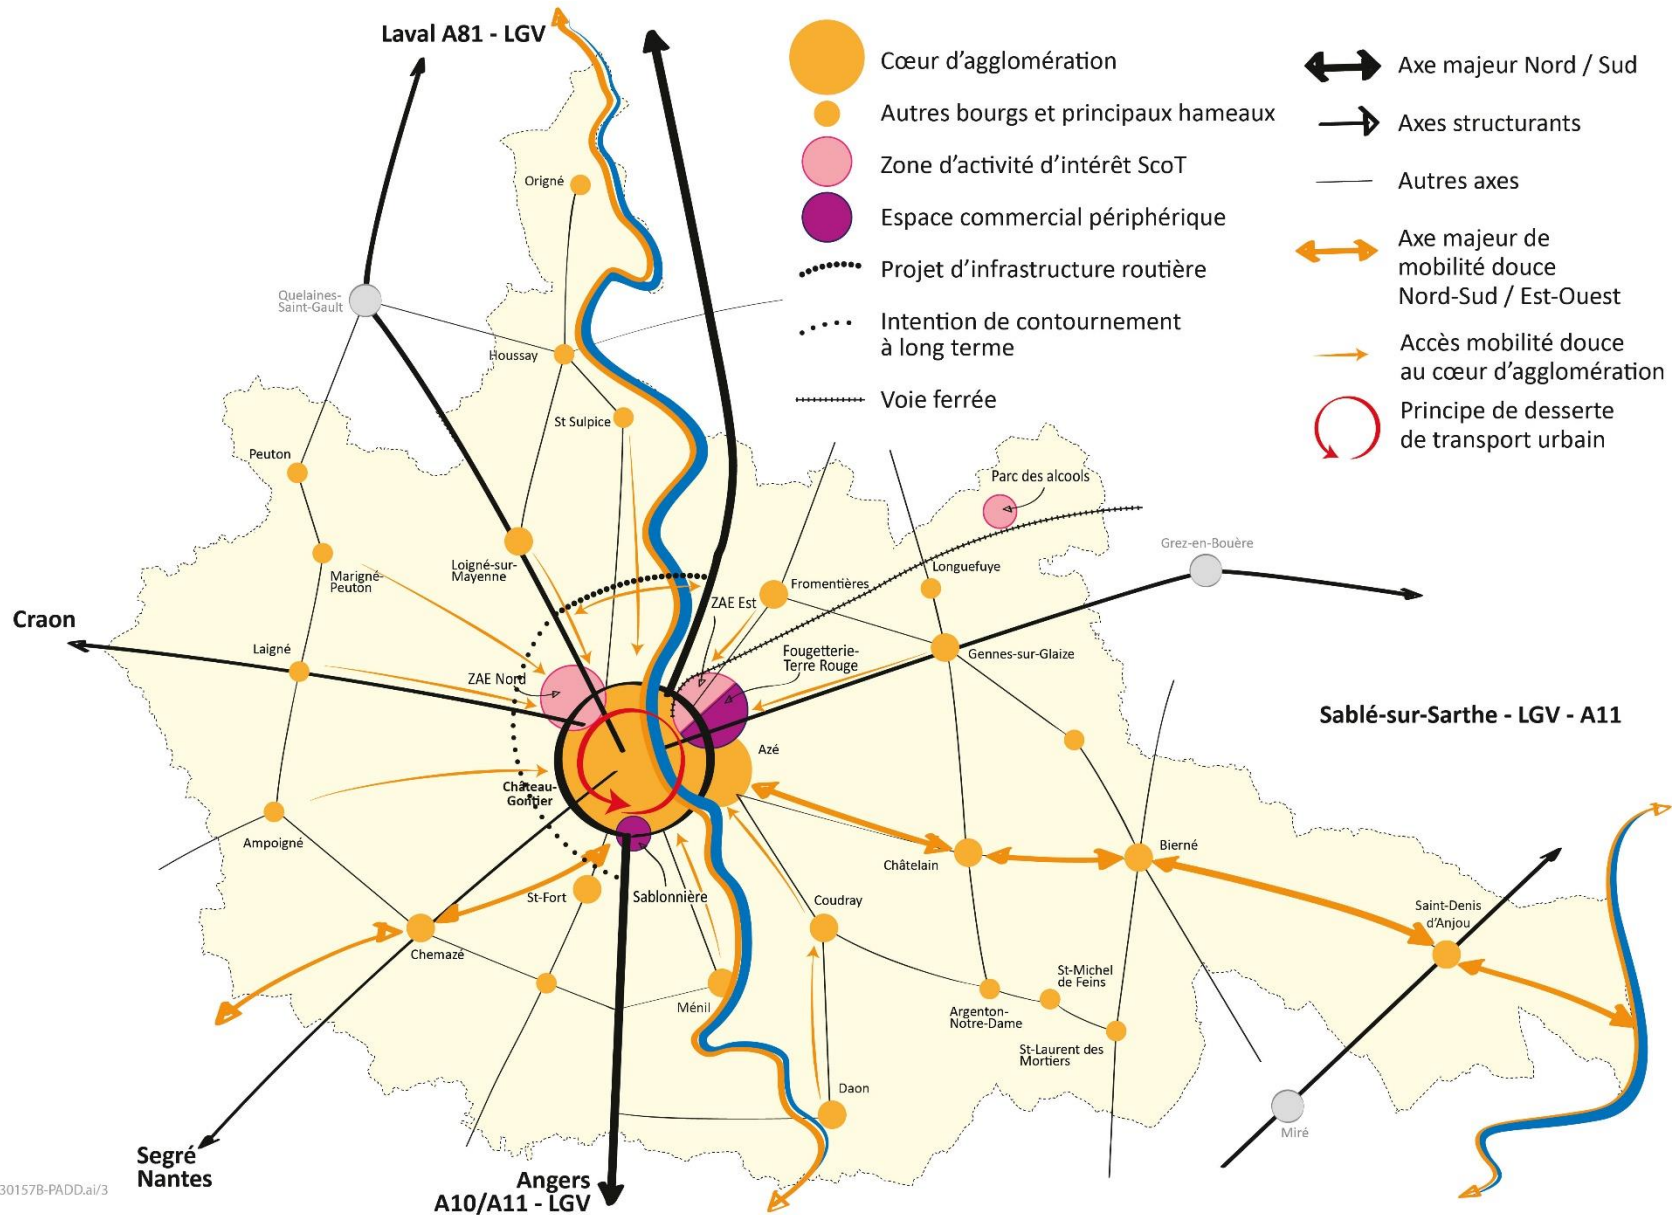 Laval A81 - LGV
Cœur d’agglomération
Autres bourgs et principaux hameaux
Zone d’activité d’intérêt ScoT
Espace commercial périphérique
Projet d’infrastructure routière
Intention de contournement
à long terme
Voie ferrée
Axe majeur Nord / Sud
Axes structurants
Autres axes
Axe majeur de
mobilité douce
Nord-Sud / Est-Ouest
Accès mobilité douce
au cœur d’agglomération
Principe de desserte
de transport urbain
Origné
Quelaines-
Saint-Gault
Houssay
St Sulpice
Peuton
Parc des alcools
Grez-en-Bouère
Loigné-sur-
Mayenne
Marigné-
Peuton
Longuefuye
Fromentières
ZAE Est
Craon
Laigné
Fougetterie-
Terre Rouge
Gennes-sur-Glaize
ZAE Nord
Sablé-sur-Sarthe - LGV - A11
Azé
Château-
Gontier
Ampoigné
Châtelain
Bierné
St-Fort
Sablonnière
Coudray
Saint-Denis
d’Anjou
Chemazé
St-Michel
de Feins
Ménil
Argenton-
Notre-Dame
St-Laurent des
Mortiers
Daon
Miré
Segré
Nantes
Angers
A10/A11 - LGV
30157B-PADD.ai/3